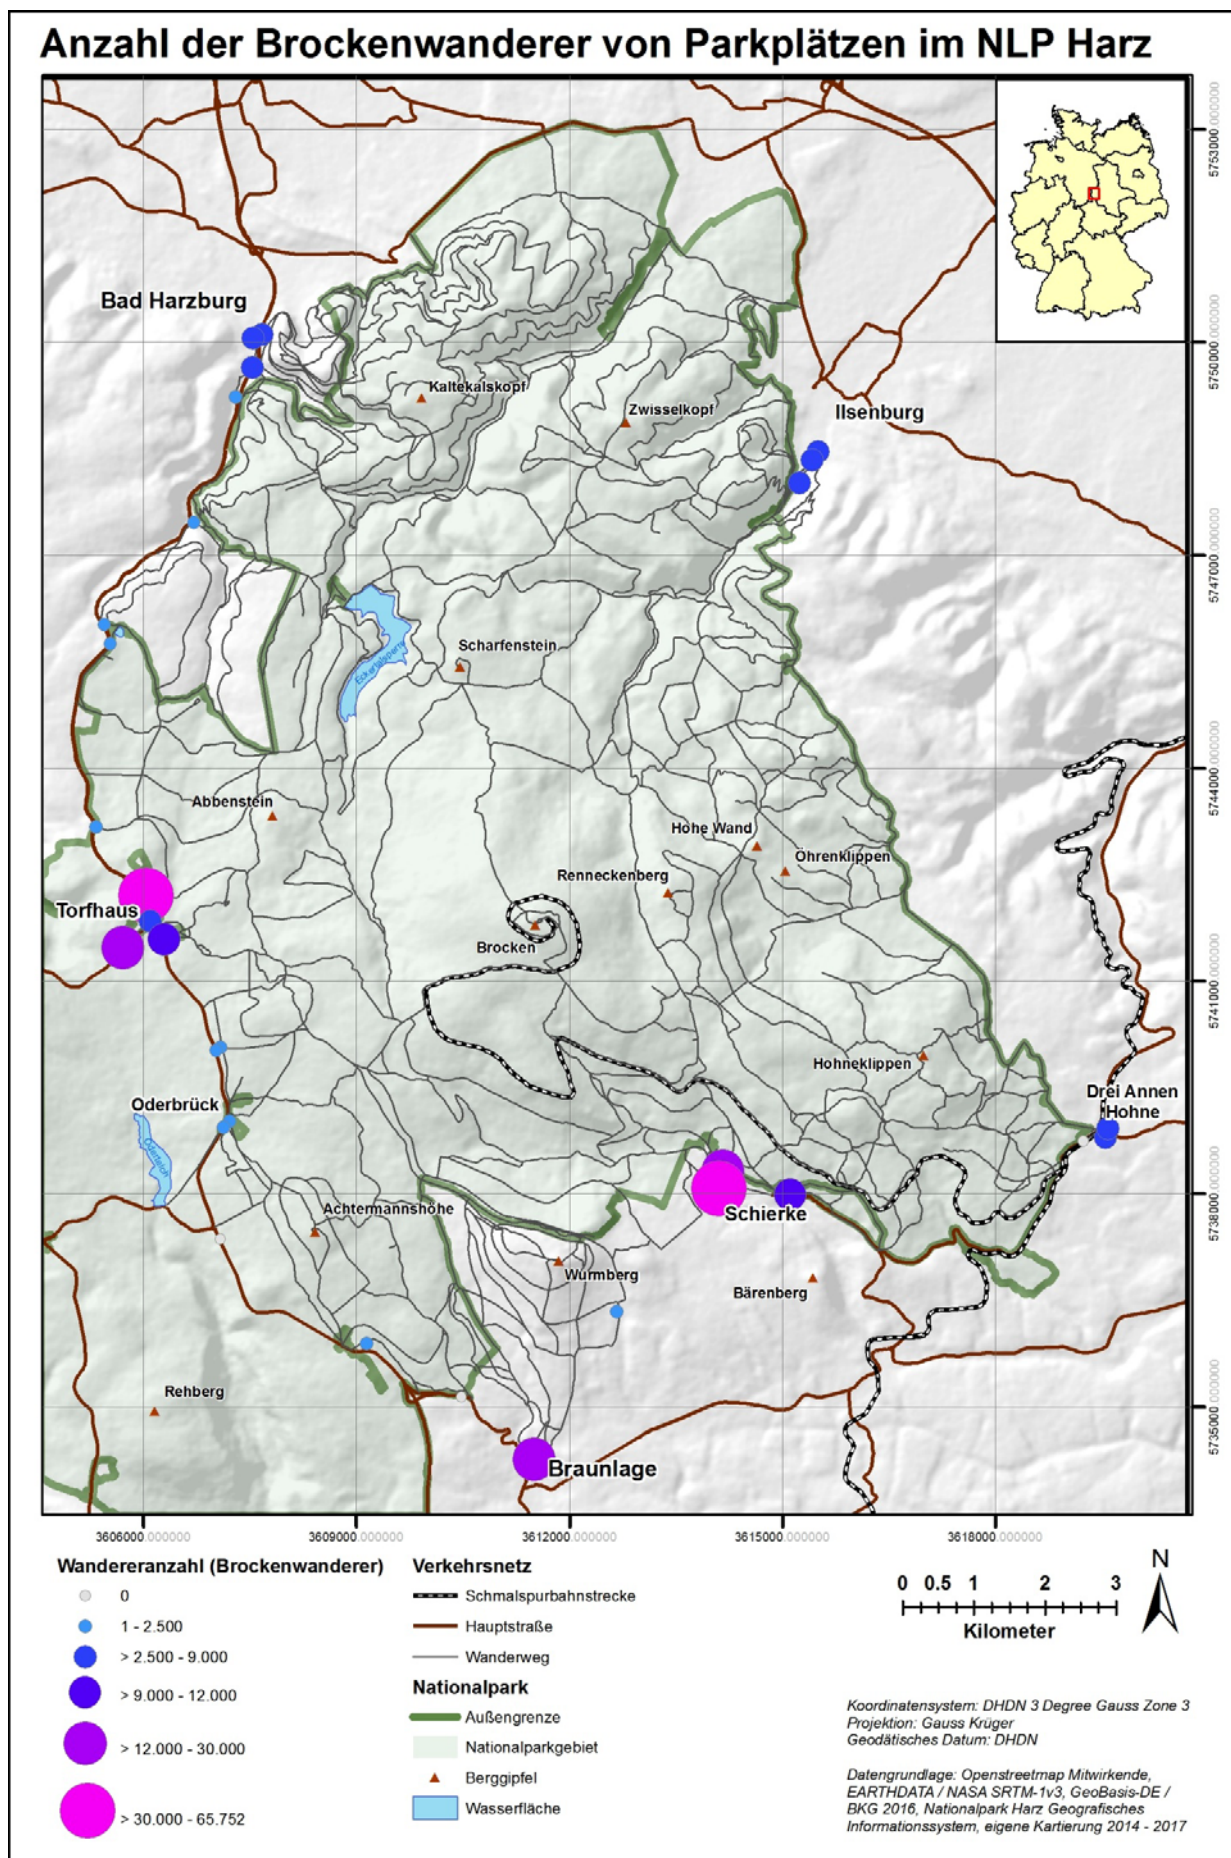 Anzahl der Brockenwanderer von Parkplätzen im NLP Harz
5753000.000000
Bad Harzburg
5750000.000000
Kaltekalskopf
Zwisselkopf
Ilsenburg
5747000.000000
Eckertalsperre
Scharfenstein
5744000.000000
Abbenstein
Hohe Wand
Öhrenklippen
Renneckenberg
Torfhaus
Brocken
5741000.000000
Hohneklippen
Drei Annen
Hohne
Oderbrück
Oderteich
5738000.000000
Achtermannshöhe
Schierke
Wurmberg
Bärenberg
Rehberg
5735000.000000
Braunlage
3606000.000000
3609000.000000
3612000.000000
3615000.000000
3618000.000000
Wandereranzahl (Brockenwanderer)
0
1 - 2.500
> 2.500 - 9.000
> 9.000 - 12.000
> 12.000 - 30.000
> 30.000 - 65.752
Verkehrsnetz
Schmalspurbahnstrecke
Hauptstraße
Wanderweg
Nationalpark
Außengrenze
Nationalparkgebiet
Berggipfel
Wasserfläche
N
0 0.5 1 2 3
Kilometer
Koordinatensystem: DHDN 3 Degree Gauss Zone 3
Projektion: Gauss Krüger
Geodätisches Datum: DHDN
Datengrundlage: Openstreetmap Mitwirkende,
EARTHDATA / NASA SRTM-1v3, GeoBasis-DE /
BKG 2016, Nationalpark Harz Geografisches
Informationssystem, eigene Kartierung 2014 - 2017